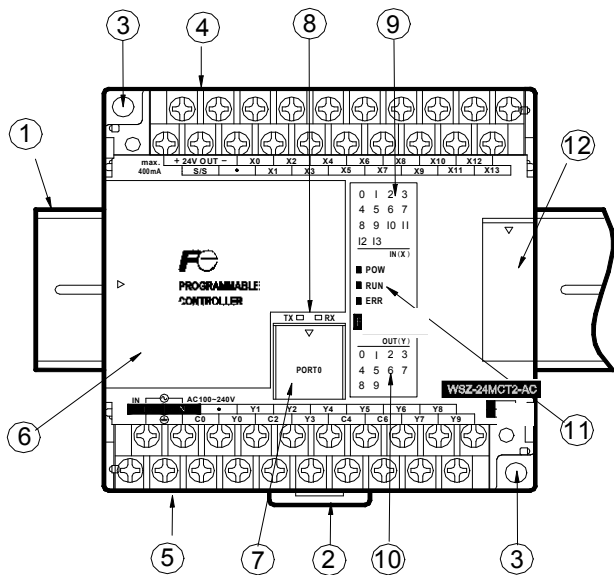 3 4 8 9
1
max. + 24V OUT − X0 X2 X4 X6 X8 X10 X12
400mA S/S • X1 X3 X5 X7 X9 X11 X13
12
0 1 2 3
4 5 6 7
8 9 10 11
12 13
IN(X)
POW
RUN
ERR
PROGRAMMABLE
CONTROLLER
TX RX
PORT0
OUT(Y)
0 1 2 3
4 5 6 7
8 9
WSZ-24MCT2-AC
IN AC100~240V
• Y1 Y2 Y4 Y5 Y6 Y8
C0 Y0 C2 Y3 C4 C6 Y7 Y9
6 11
5 7 2 10 3